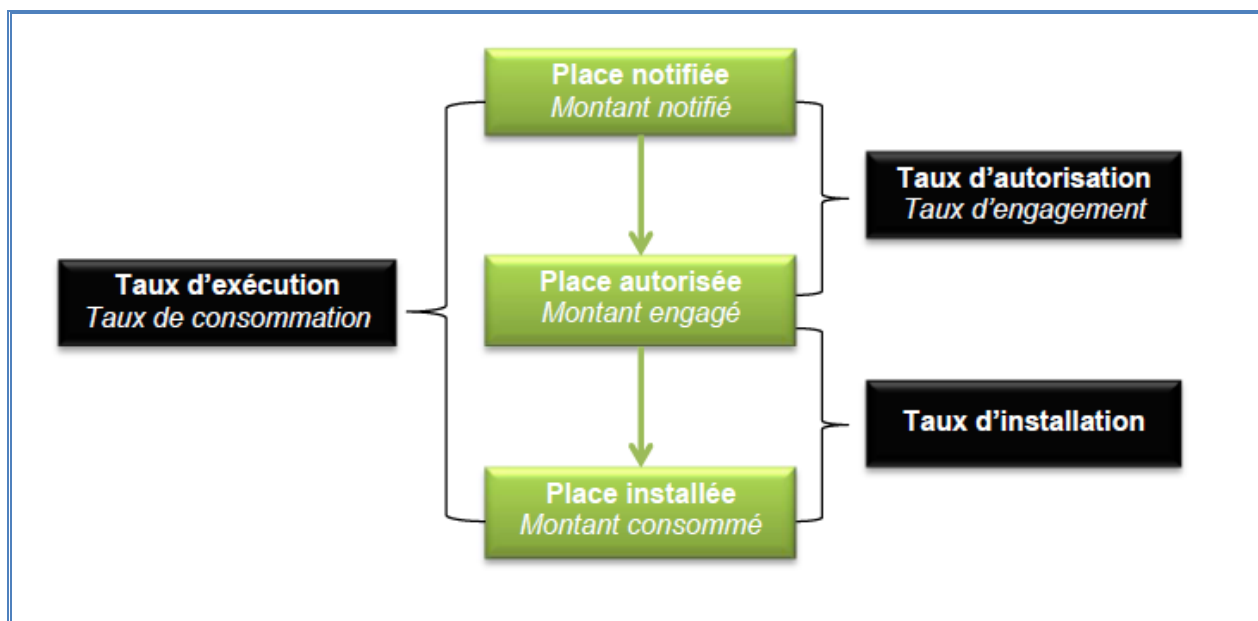 Place notifiée
Montant notifié
Taux d’autorisation
Taux d’engagement
Taux d’exécution
Taux de consommation
Place autorisée
Montant engagé
Taux d’installation
Place installée
Montant consommé